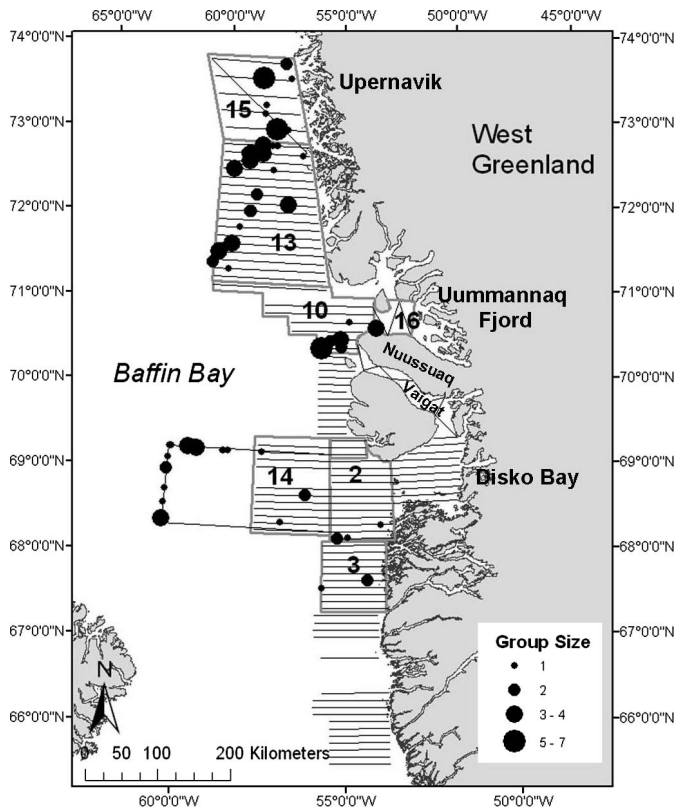 65°0'0"W 60°0'0"W 55°0'0"W 50°0'0"W 45°0'0"W
74°0'0"N 74°0'0"N
Upernavik
15
73°0'0"N 73°0'0"N
West
Greenland
72°0'0"N 72°0'0"N
13
71°0'0"N 71°0'0"N
10
16
Uummannaq
Fjord
Nuussuaq
Baffin Bay
70°0'0"N 70°0'0"N
Vaigat
69°0'0"N 69°0'0"N
14
2
Disko Bay
68°0'0"N 68°0'0"N
3
67°0'0"N 67°0'0"N
Group Size
1
2
3 - 4
5 - 7
N
66°0'0"N 66°0'0"N
0 50 100 200 Kilometers
60°0'0"W 55°0'0"W 50°0'0"W